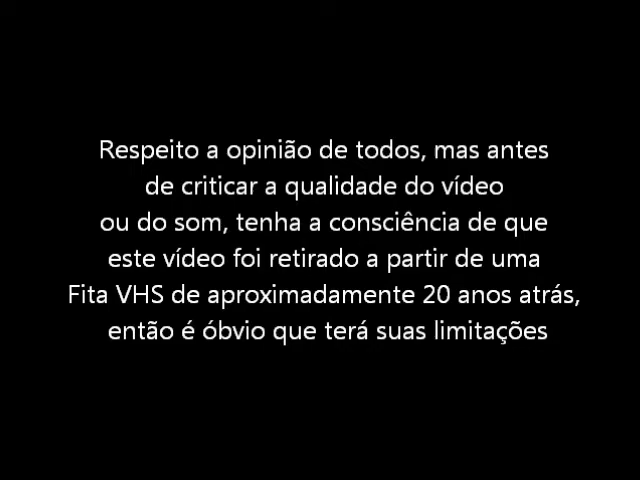 Respeito a opinião de todos, mas antes
de criticar a qualidade do vídeo
ou do som, tenha a consciência de que
este vídeo foi retirado a partir de uma
Fita VHS de aproximadamente 20 anos atrás,
então é óbvio que terá suas limitações